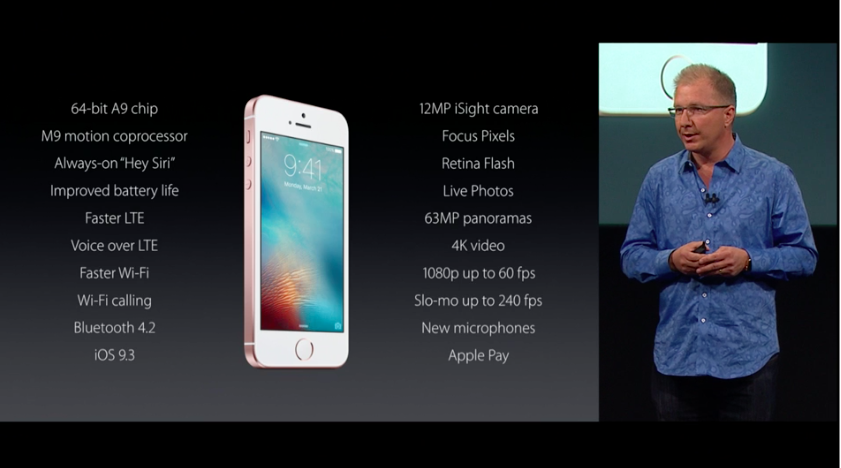 64-bit A9 chip
M9 motion coprocessor
Always-on “Hey Siri”
Improved battery life
Faster LTE
Voice over LTE
Faster Wi-Fi
Wi-Fi calling
Bluetooth 4.2
iOS 9.3
9:41
12MP iSight camera
Focus Pixels
Retina Flash
Live Photos
63MP panoramas
4K video
1080p up to 60 fps
Slo-mo up to 240 fps
New microphones
Apple Pay